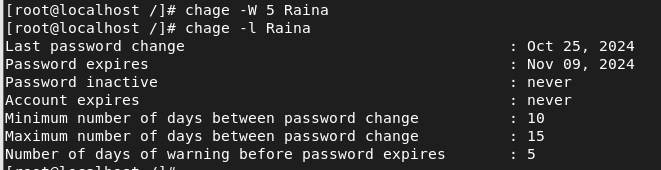 [root@localhost /]# chage -W 5 Raina
[root@localhost /]# chage -l Raina
Last password change : Oct 25, 2024
Password expires : Nov 09, 2024
Password inactive : never
Account expires : never
Minimum number of days between password change : 10
Maximum number of days between password change : 15
Number of days of warning before password expires : 5
[root@localhost /]#